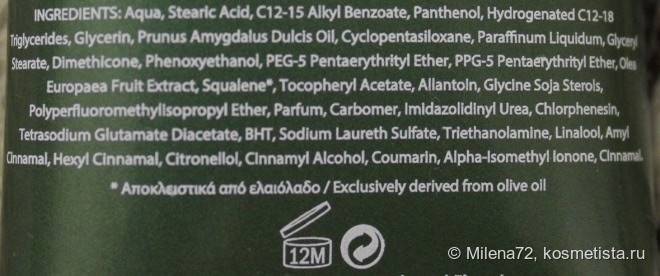 INGREDIENTS: Aqua, Stearic Acid, C12-15 Alkyl Benzoate, Panthenol, Hydrogenated C12-18
Triglycerides, Glycerin, Prunus Amygdalus Dulcis Oil, Cyclopentasiloxane, Paraffinum Liquidum, Glyceryl
Stearate, Dimethicone, Phenoxyethanol, PEG-5 Pentaerythrityl Ether, PPG-5 Pentaerythrityl Ether, Olea
Europaea Fruit Extract, Squalene*, Tocopheryl Acetate, Allantoin, Glycine Soja Sterols,
Polyperfluoromethylisopropyl Ether, Parfum, Carbomer, Imidazolidinyl Urea, Chlorphenesin,
Tetrasodium Glutamate Diacetate, BHT, Sodium Laureth Sulfate, Triethanolamine, Linalool, Amyl
Cinnamal, Hexyl Cinnamal, Citronellol, Cinnamyl Alcohol, Coumarin, Alpha-Isomethyl Ionone, Cinnamal.
* Αποκλειστικά από ελαιόλαδο / Exclusively derived from olive oil
12M
© Milena72, kosmetista.ru